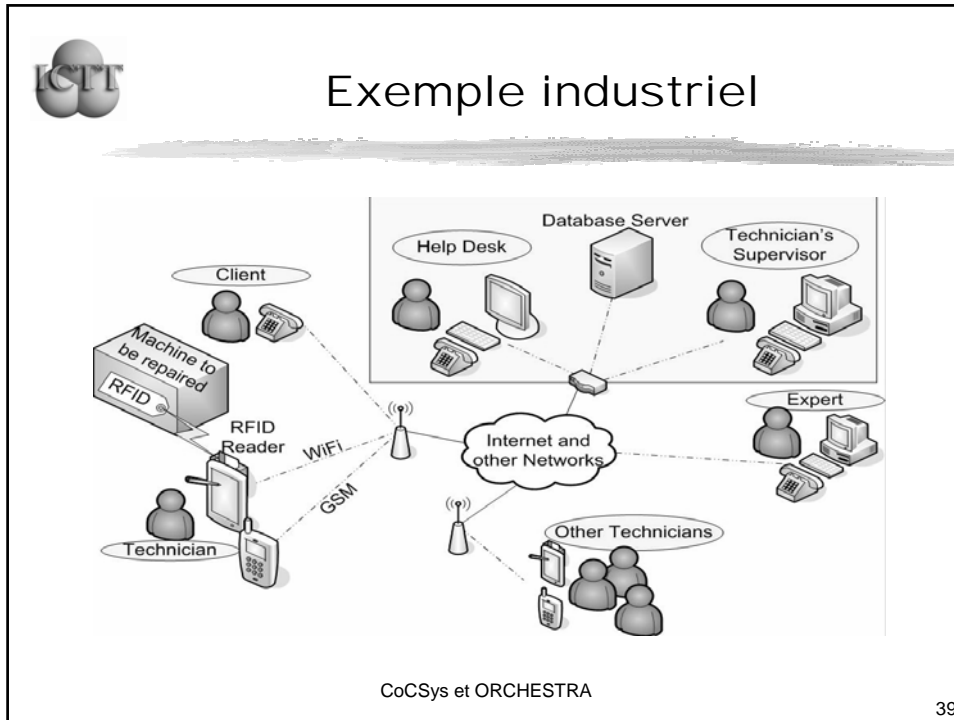 ICTT
Exemple industriel
Database Server
Help Desk
Technician's
Supervisor
Client
Machine to
be repaired
RFID
RFID
Reader
WiFi
GSM
Technician
Internet and
other Networks
Expert
Other Technicians
CoCSys et ORCHESTRA
39